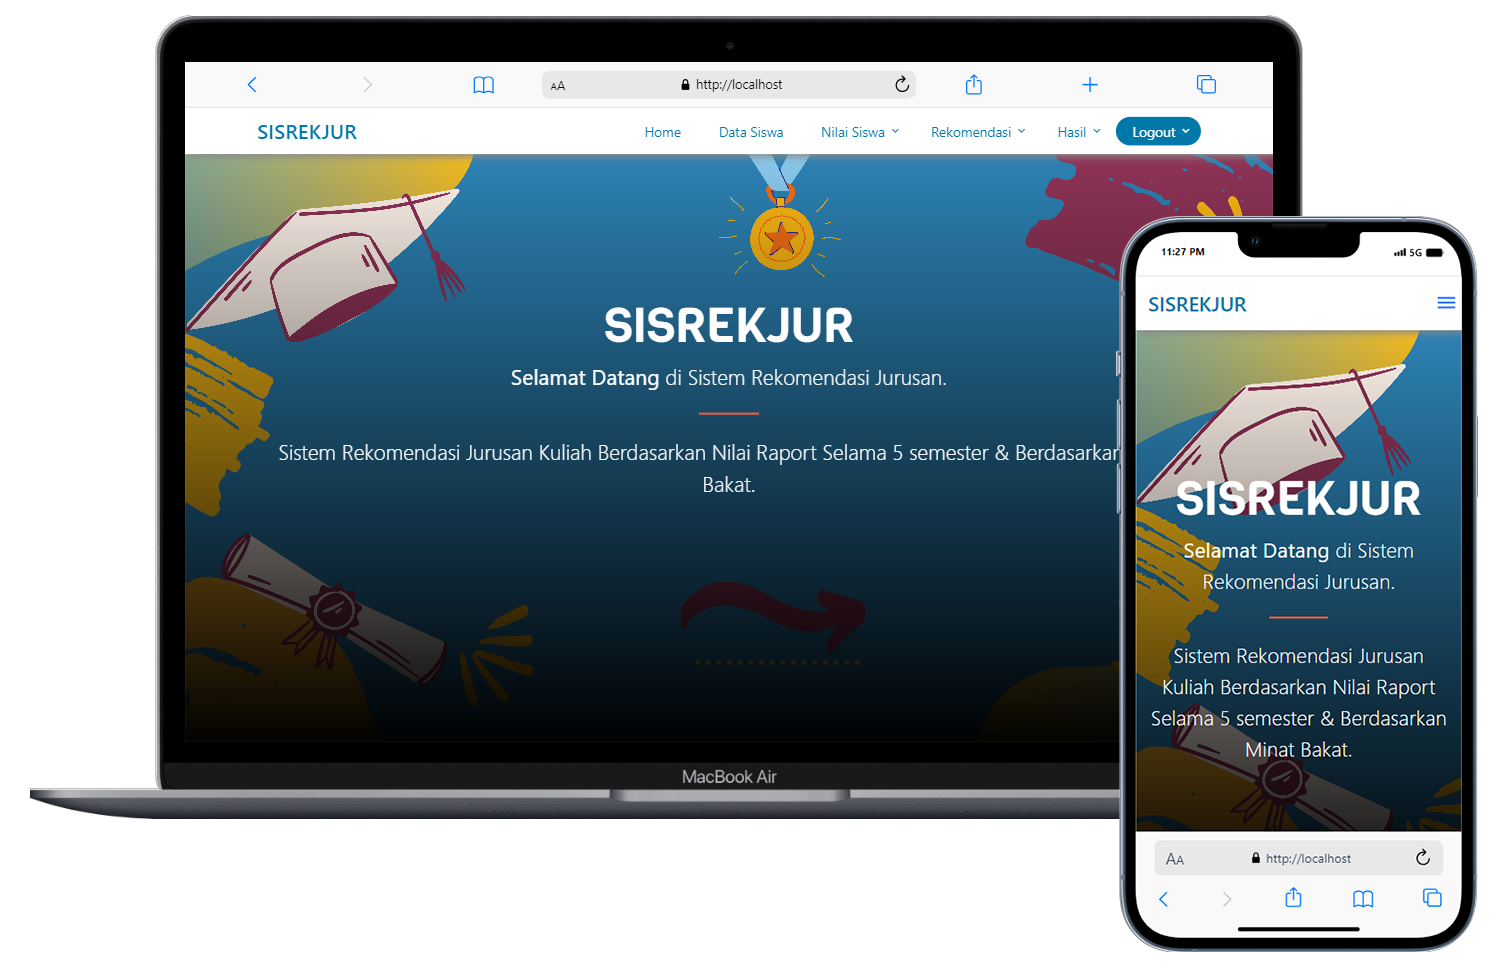 AA http://localhost
SISREKJUR Home Data Siswa Nilai Siswa Rekomendasi Hasil Logout
SISREKJUR
Selamat Datang di Sistem Rekomendasi Jurusan.
Sistem Rekomendasi Jurusan Kuliah Berdasarkan Nilai Raport Selama 5 semester & Berdasarkan
Bakat.
MacBook Air
11:27 PM 5G
SISREKJUR
SISREKJUR
Selamat Datang di Sistem
Rekomendasi Jurusan.
Sistem Rekomendasi Jurusan
Kuliah Berdasarkan Nilai Raport
Selama 5 semester & Berdasarkan
Minat Bakat.
AA http://localhost